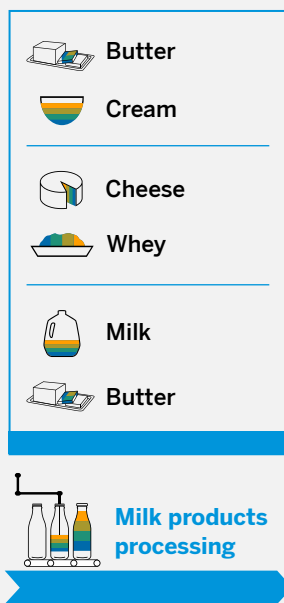 Butter
Cream
Cheese
Whey
Milk
Butter
Milk products
processing